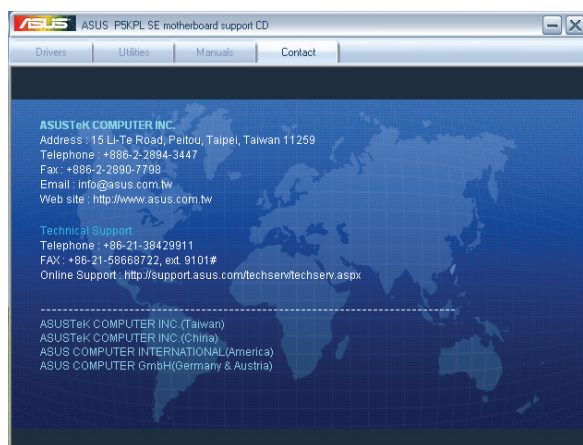 ASUS ASUS P5KPL SE motherboard support CD
Drivers Utilities Manuals Contact
ASUSTeK COMPUTER INC.
Address : 15 Li-Te Road, Peitou, Taipei, Taiwan 11259
Telephone : +886-2-2894-3447
Fax : +886-2-2890-7798
Email : info@asus.com.tw
Web site : http://www.asus.com.tw
Technical Support:
Telephone : +86-21-38429911
FAX : +86-21-58668722, ext. 9101#
Online Support : http://support.asus.com/techserv/techserv.aspx
ASUSTeK COMPUTER INC.(Taiwan)
ASUSTeK COMPUTER INC.(China)
ASUS COMPUTER INTERNATIONAL(America)
ASUS COMPUTER GmbH(Germany & Austria)